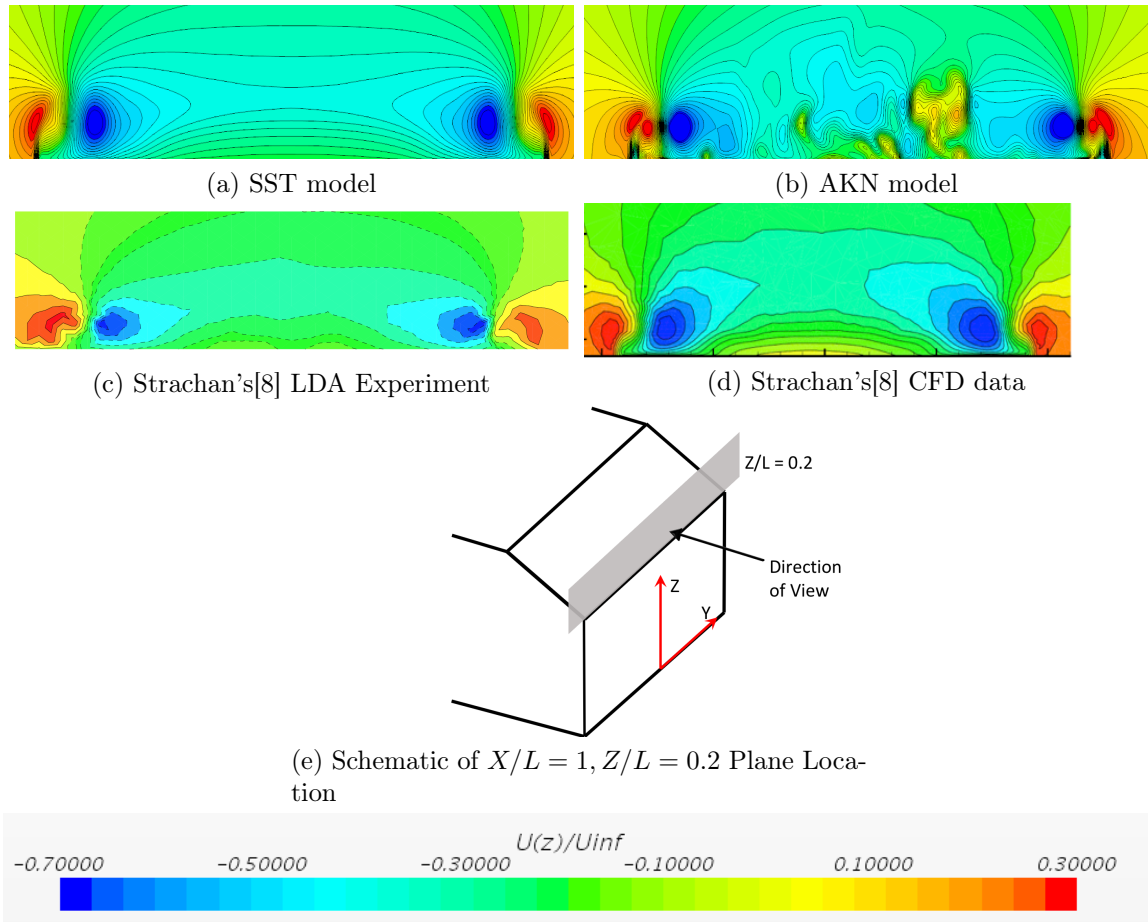 (a) SST model
(b) AKN model
(c) Strachan's[8] LDA Experiment
(d) Strachan's[8] CFD data
Z/L = 0.2
Direction
of View
Z
Y
(e) Schematic of X/L = 1, Z/L = 0.2 Plane Loca-
tion
U(z)/Uinf
-0.70000 -0.50000 -0.30000 -0.10000 0.10000 0.30000